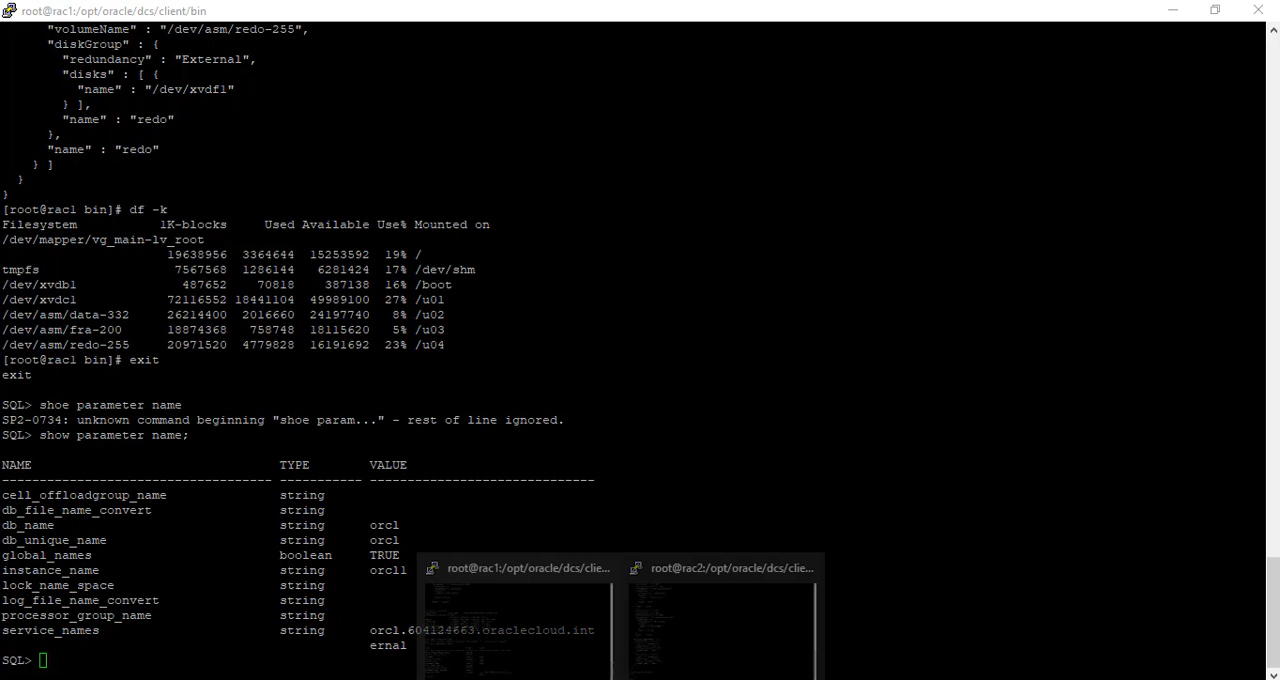 root@rac1:/opt/oracle/dcs/client/bin
"volumeName" : "/dev/asm/redo-255",
"diskGroup" : {
"redundancy" : "External",
"disks" : [ {
"name" : "/dev/xvdf1"
} ],
"name" : "redo"
},
"name" : "redo"
} ]
}
}
[root@rac1 bin]# df -k
Filesystem 1K-blocks Used Available Use% Mounted on
/dev/mapper/vg_main-lv_root
19638956 3364644 15253592 19% /
tmpfs 7567568 1286144 6281424 17% /dev/shm
/dev/xvdb1 487652 70818 387138 16% /boot
/dev/xvdc1 72116552 18441104 49989100 27% /u01
/dev/asm/data-332 26214400 2016660 24197740 8% /u02
/dev/asm/fra-200 18874368 758748 18115620 5% /u03
/dev/asm/redo-255 20971520 4779828 16191692 23% /u04
[root@rac1 bin]# exit
exit
SQL> shoe parameter name
SP2-0734: unknown command beginning "shoe param..." - rest of line ignored.
SQL> show parameter name;
NAME TYPE VALUE
------------------------------------ ----------- ------------------------------
cell_offloadgroup_name string
db_file_name_convert string
db_name string orcl
db_unique_name string orcl
global_names boolean TRUE
instance_name string orcl1
lock_name_space string
log_file_name_convert string
processor_group_name string
service_names string orcl.604124663.oraclecloud.int
ernal
SQL>
root@rac1:/opt/oracle/dcs/clie...
root@rac2:/opt/oracle/dcs/clie...